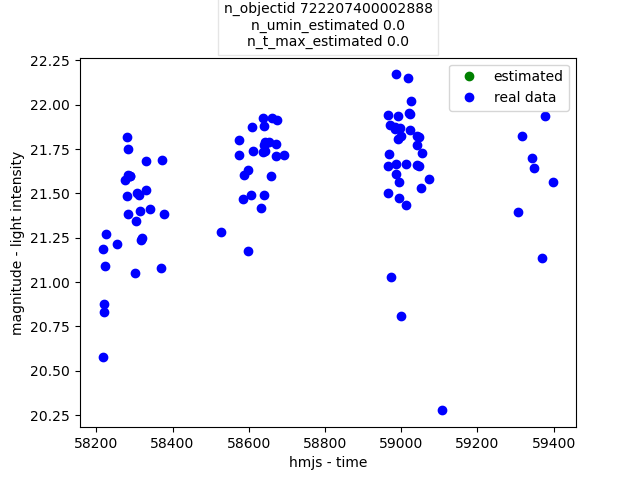 n_objectid 722207400002888
n_umin_estimated 0.0
n_t_max_estimated 0.0
estimated
real data
magnitude - light intensity
22.25
22.00
21.75
21.50
21.25
21.00
20.75
20.50
20.25
58200 58400 58600 58800 59000 59200 59400
hmjs - time